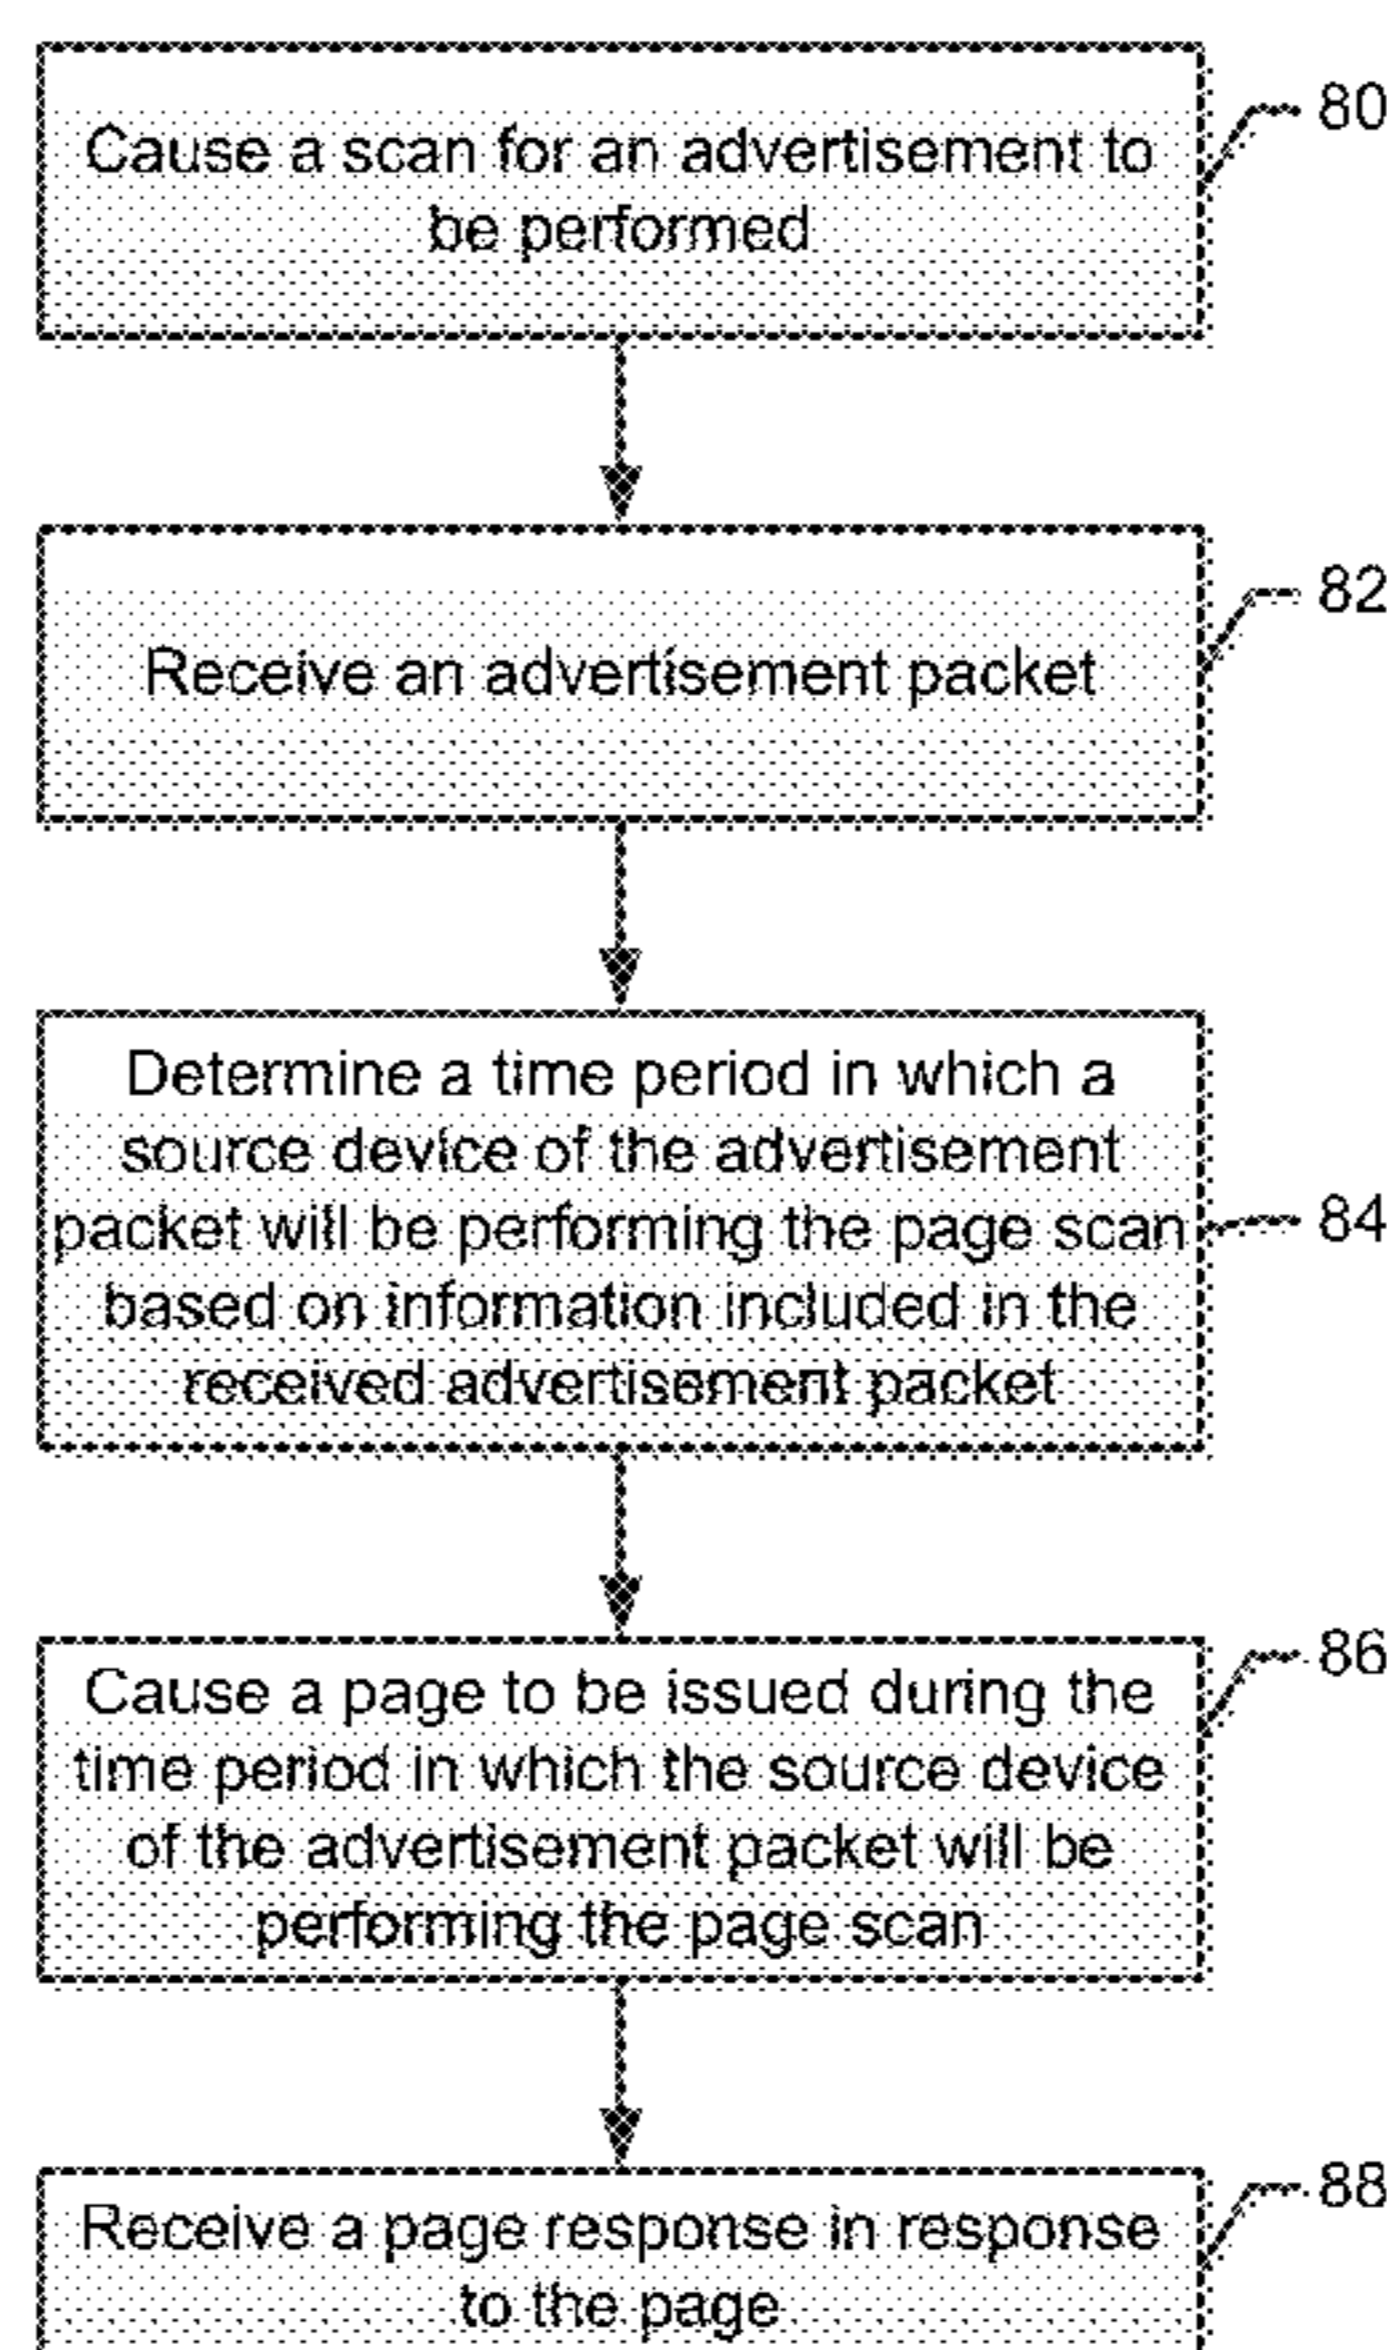 Cause a scan for an advertisement to
be performed
80
Receive an advertisement packet
82
Determine a time period in which a
source device of the advertisement
packet will be performing the page scan
based on information included in the
received advertisement packet
84
Cause a page to be issued during the
time period in which the source device
of the advertisement packet will be
performing the page scan
86
Receive a page response in response
to the page
88